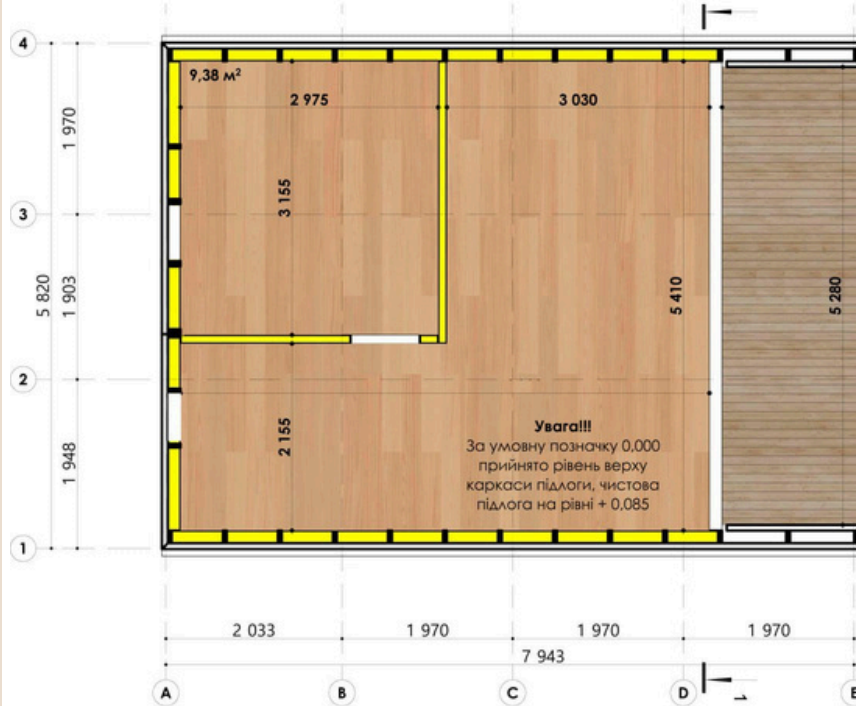 4
9,38 м²
2 975
3 030
1 970
3 155
3
5 820
1 903
5 410
5 280
2
2 155
1 948
Увага!!!
За умовну позначку 0,000
прийнято рівень верху
каркаси підлоги, чистова
підлога на рівні + 0,085
1
2 033
1 970
1 970
1 970
7 943
1
A
B
C
D
E